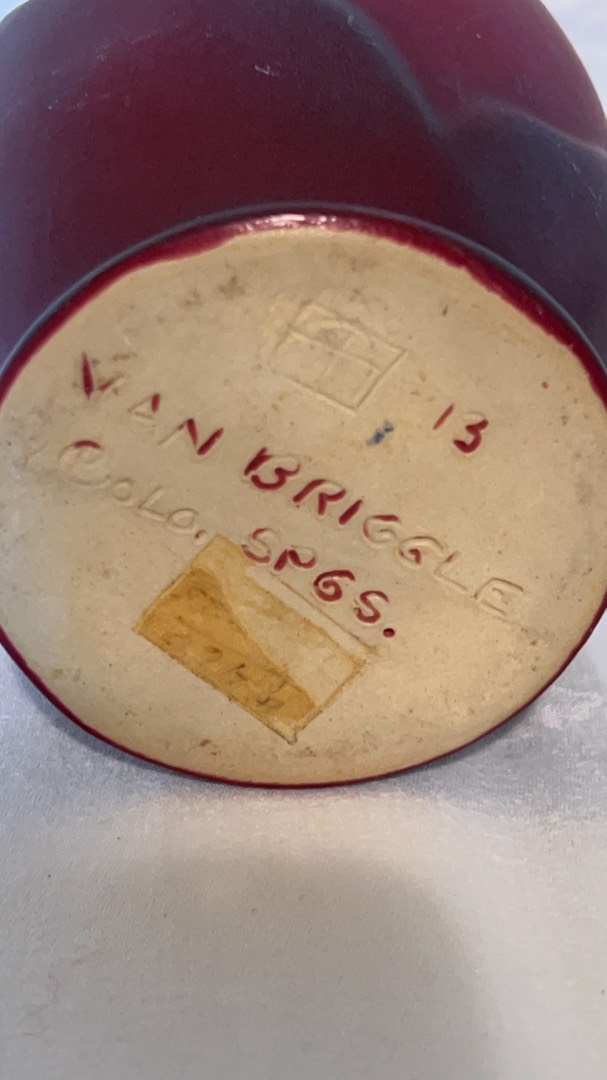 13
VAN BRIGGLE
COLO, SPGS.